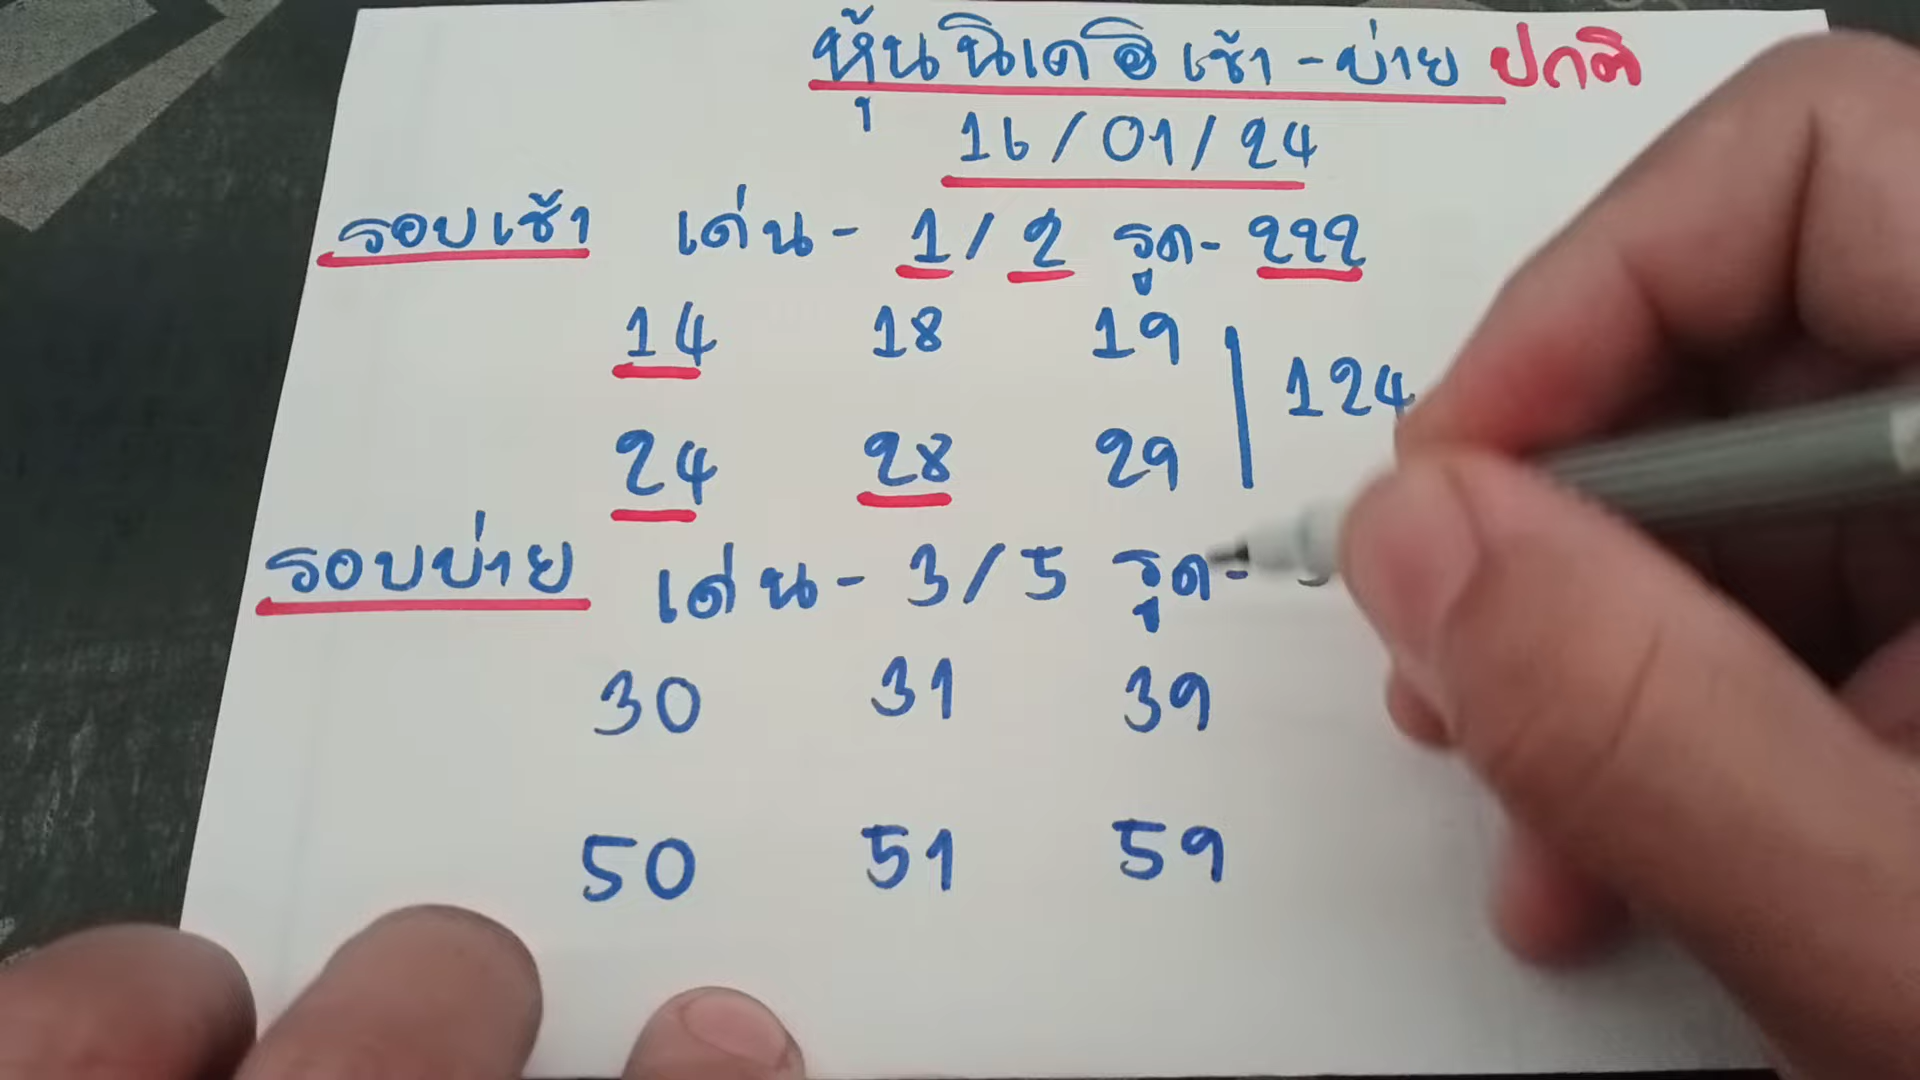 หุ้นนิเคอิ เช้า - บ่าย ปกติ
16/01/24
รอบเช้า เด่น - 1/2 รูด - 222
14 18 19
124
24 28 29
รอบบ่าย เด่น - 3/5 รูด -
30 31 39
50 51 59